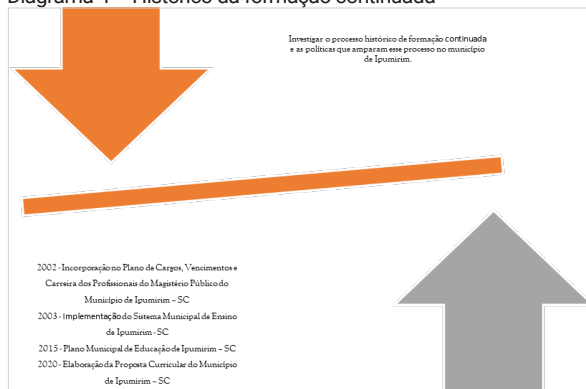 Diagrama 1 – Histórico da formação continuada
Investigar o processo histórico de formação continuada
e as políticas que amparam esse processo no município
de Ipumirim.
2002 - Incorporação no Plano de Cargos, Vencimentos e
Carreira dos Profissionais do Magistério Público do
Município de Ipumirim – SC
2003 - Implementação do Sistema Municipal de Ensino
de Ipumirim - SC
2015 - Plano Municipal de Educação de Ipumirim – SC
2020 - Elaboração da Proposta Curricular do Município
de Ipumirim – SC